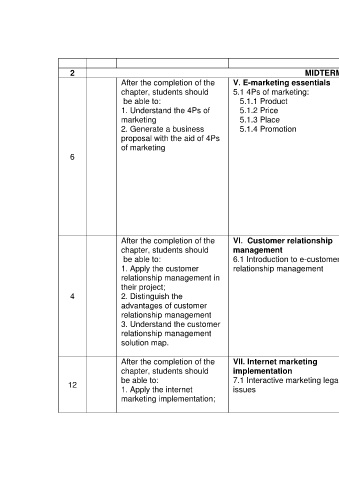 2
MIDTERM
6
After the completion of the
chapter, students should
be able to:
1. Understand the 4Ps of
marketing
2. Generate a business
proposal with the aid of 4Ps
of marketing
V. E-marketing essentials
5.1 4Ps of marketing:
5.1.1 Product
5.1.2 Price
5.1.3 Place
5.1.4 Promotion
4
After the completion of the
chapter, students should
be able to:
1. Apply the customer
relationship management in
their project;
2. Distinguish the
advantages of customer
relationship management
3. Understand the customer
relationship management
solution map.
VI. Customer relationship
management
6.1 Introduction to e-customer
relationship management
12
After the completion of the
chapter, students should
be able to:
1. Apply the internet
marketing implementation;
VII. Internet marketing
implementation
7.1 Interactive marketing lega
issues